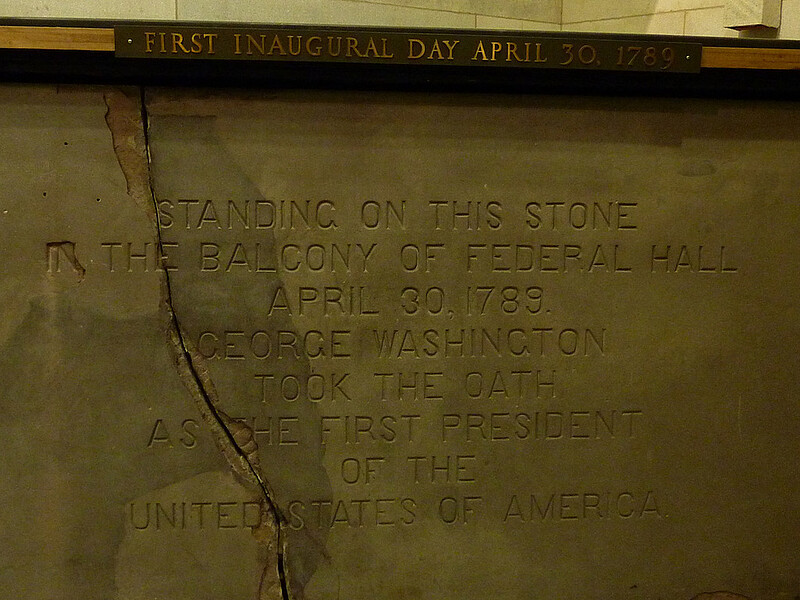 FIRST INAUGURAL DAY APRIL 30, 1789
STANDING ON THIS STONE
IN THE BALCONY OF FEDERAL HALL
APRIL 30, 1789.
GEORGE WASHINGTON
TOOK THE OATH
AS THE FIRST PRESIDENT
OF THE
UNITED STATES OF AMERICA.